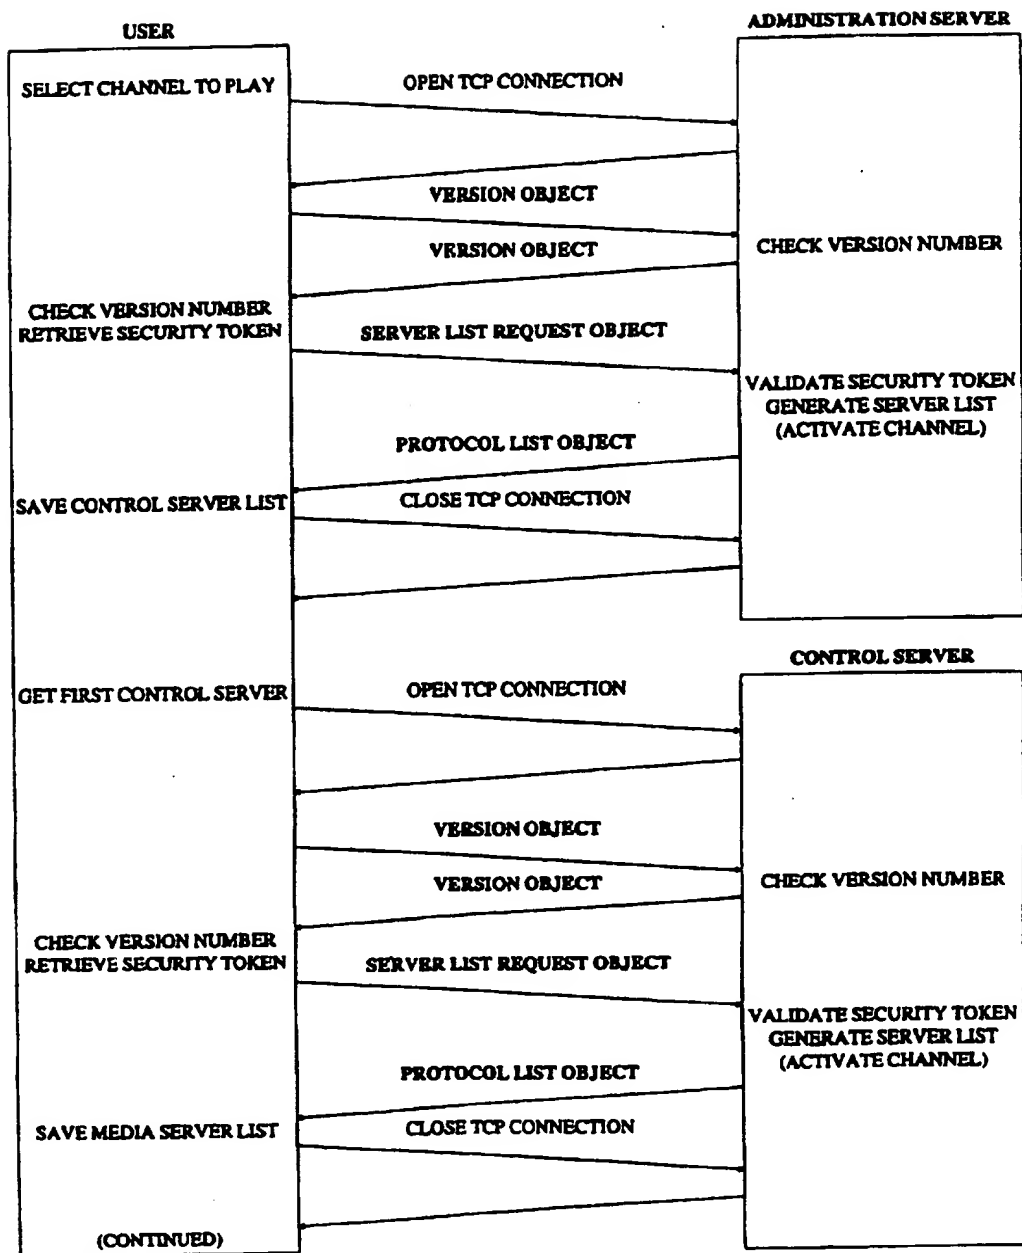 USER
ADMINISTRATION SERVER
SELECT CHANNEL TO PLAY
OPEN TCP CONNECTION
VERSION OBJECT
VERSION OBJECT
CHECK VERSION NUMBER
CHECK VERSION NUMBER
RETRIEVE SECURITY TOKEN
SERVER LIST REQUEST OBJECT
VALIDATE SECURITY TOKEN
GENERATE SERVER LIST
(ACTIVATE CHANNEL)
PROTOCOL LIST OBJECT
SAVE CONTROL SERVER LIST
CLOSE TCP CONNECTION
CONTROL SERVER
GET FIRST CONTROL SERVER
OPEN TCP CONNECTION
VERSION OBJECT
VERSION OBJECT
CHECK VERSION NUMBER
CHECK VERSION NUMBER
RETRIEVE SECURITY TOKEN
SERVER LIST REQUEST OBJECT
VALIDATE SECURITY TOKEN
GENERATE SERVER LIST
(ACTIVATE CHANNEL)
PROTOCOL LIST OBJECT
SAVE MEDIA SERVER LIST
CLOSE TCP CONNECTION
(CONTINUED)